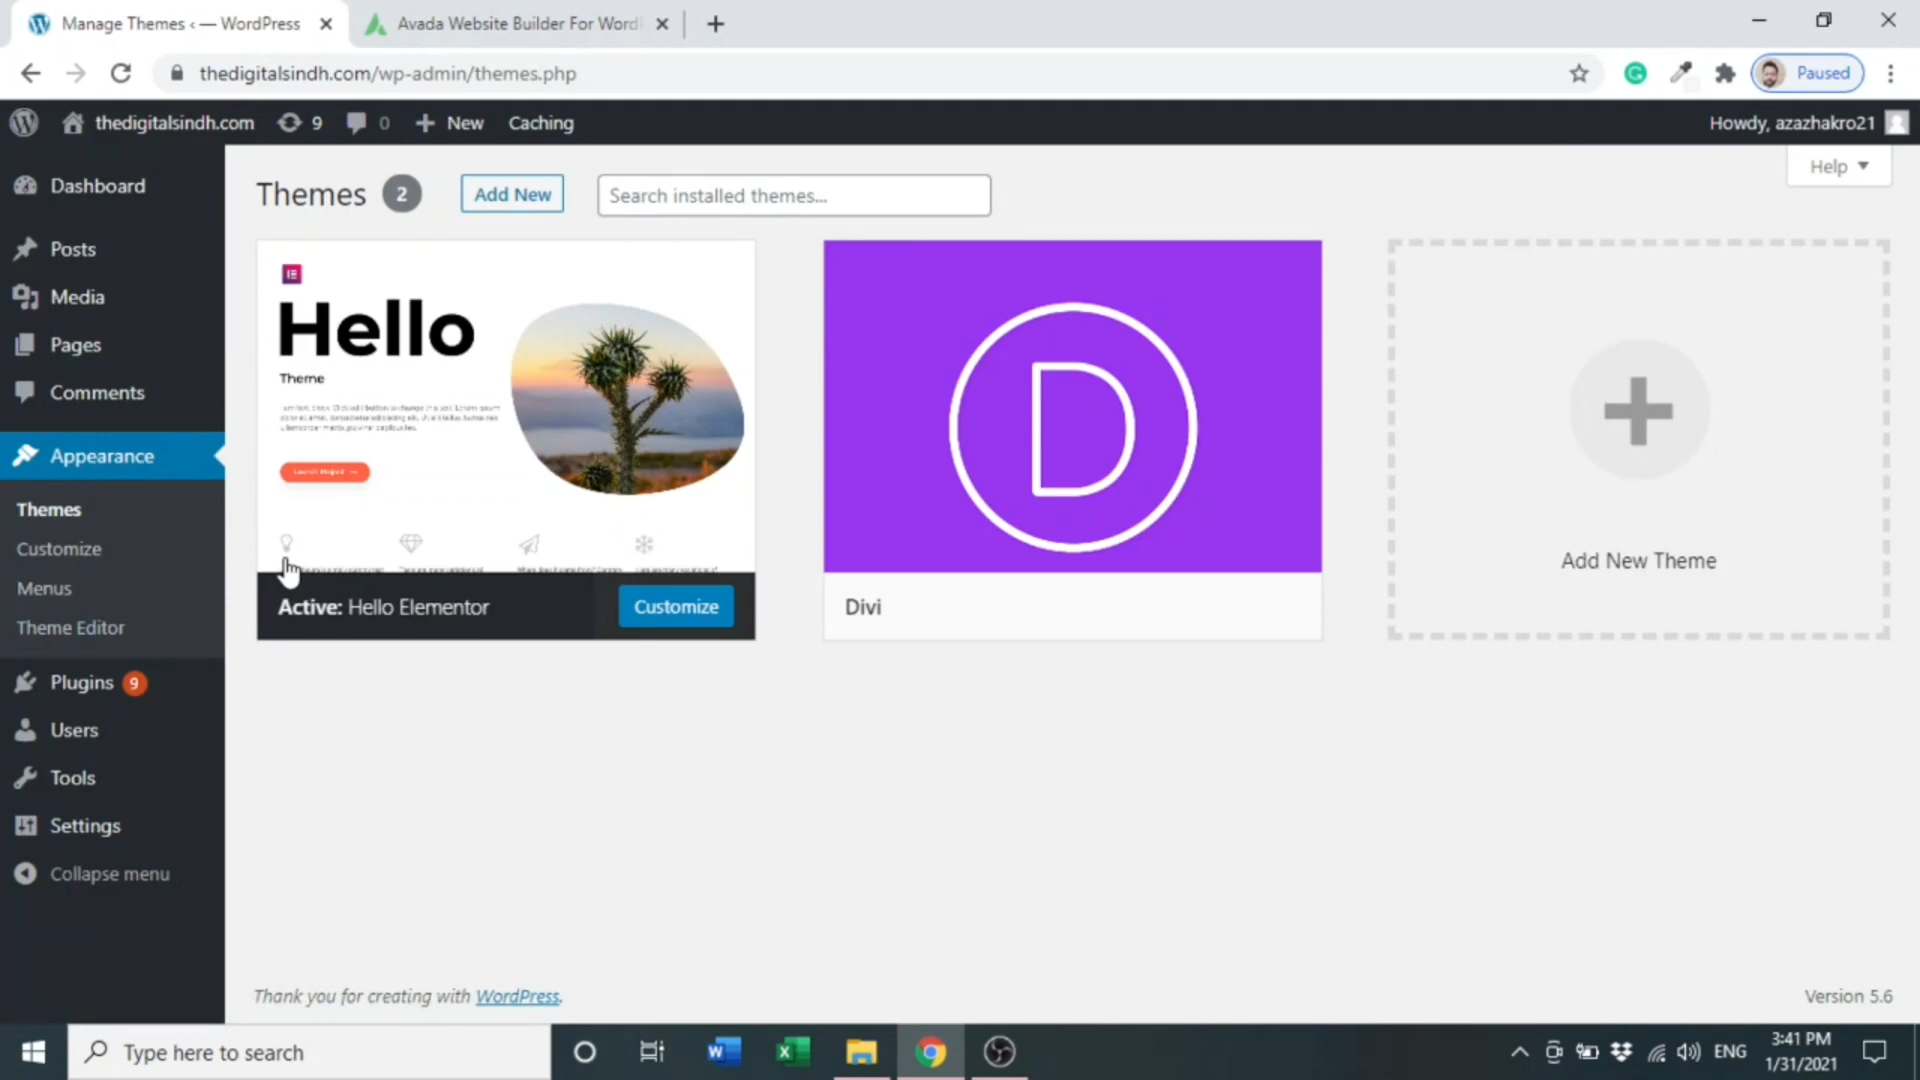 Manage Themes ‹ — WordPress
Avada Website Builder For Word
thedigitalsindh.com/wp-admin/themes.php
Paused
thedigitalsindh.com
9
0
New
Caching
Howdy, azazhakro21
Help
Dashboard
Posts
Media
Pages
Comments
Appearance
Themes
Customize
Menus
Theme Editor
Plugins 9
Users
Tools
Settings
Collapse menu
Themes 2
Add New
Search installed themes...
Hello
Theme
Active: Hello Elementor
Customize
D
Divi
Add New Theme
Thank you for creating with WordPress.
Version 5.6
Type here to search
ENG
3:41 PM
1/31/2021